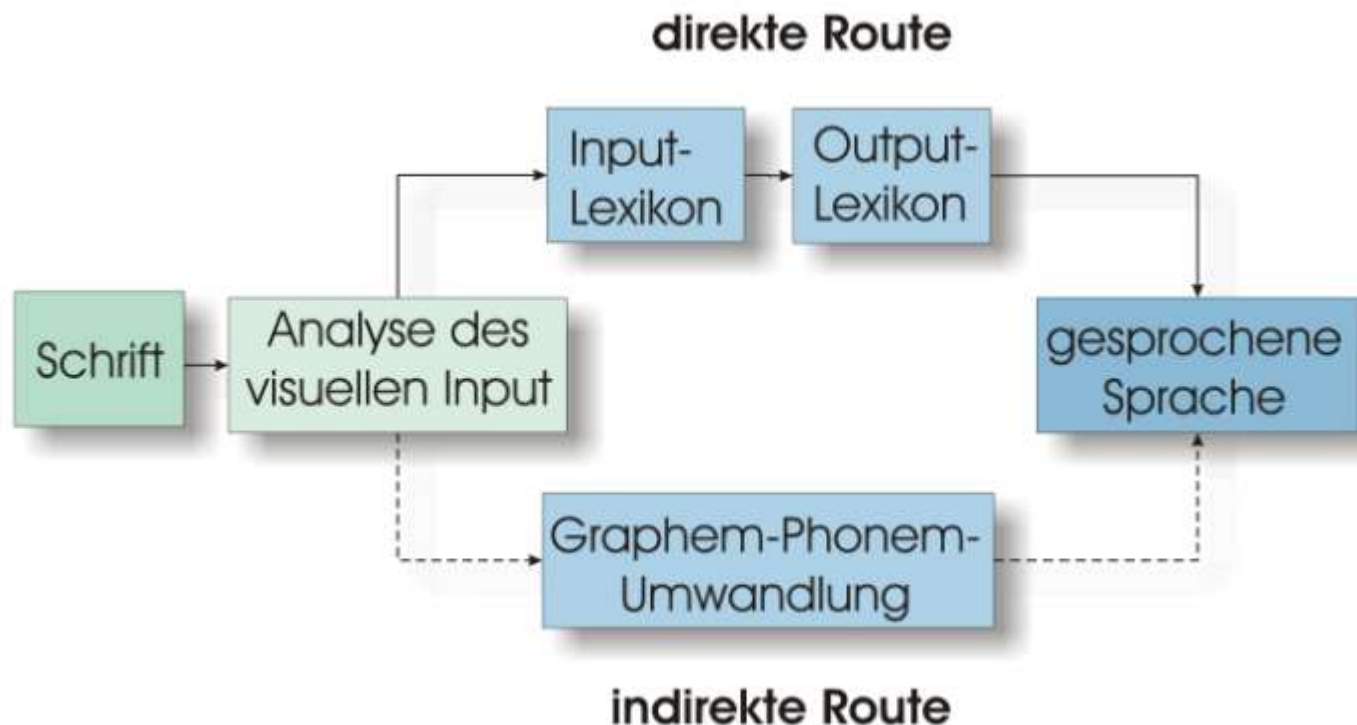 direkte Route
Input-
Lexikon
Output-
Lexikon
Schrift
Analyse des
visuellen Input
gesprochene
Sprache
Graphem-Phonem-
Umwandlung
indirekte Route